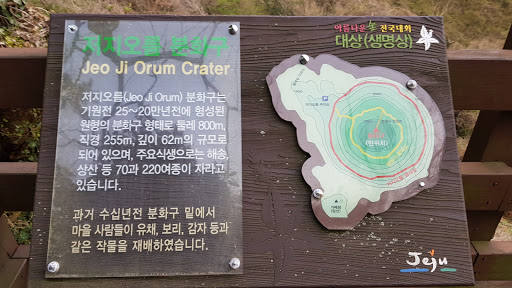 저지오름 분화구
Jeo Ji Orum Crater
저지오름(Jeo Ji Orum) 분화구는
기원전 25~20만년전에 형성된
원형의 분화구 형태로 둘레 800m,
직경 255m, 깊이 62m의 규모로
되어 있으며, 주요식생으로는 해송,
상산 등 70과 220여종이 자라고
있습니다.
과거 수십년전 분화구 밑에서
마을 사람들이 유채, 보리, 감자 등과
같은 작물을 재배하였습니다.
아름다운 숲 전국대회
대상(생명상)
(현위치)
Jeju